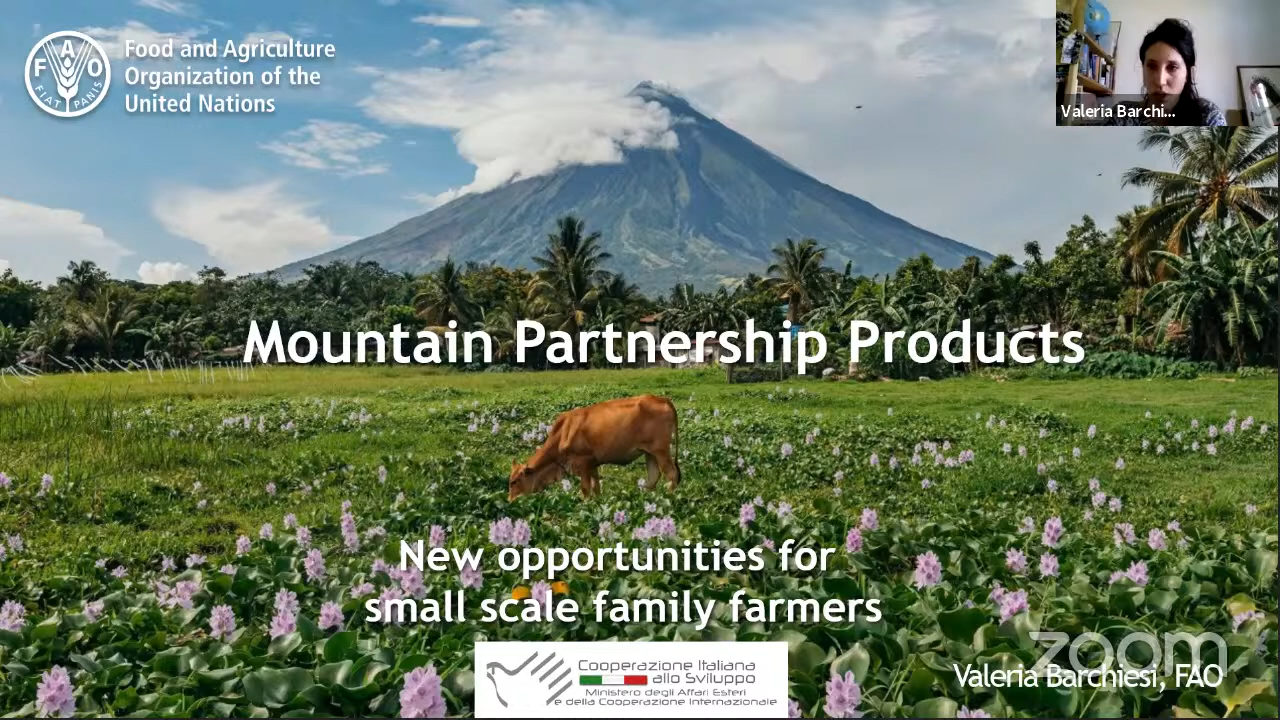 FAO
FIAT PANIS
Food and Agriculture
Organization of the
United Nations
Valeria Barchi...
Mountain Partnership Products
New opportunities for
small scale family farmers
Cooperazione Italiana
allo Sviluppo
Ministero degli Affari Esteri
e della Cooperazione Internazionale
zoom
Valeria Barchiesi, FAO